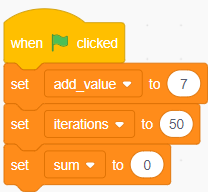 when clicked
set add_value to 7
set iterations to 50
set sum to 0